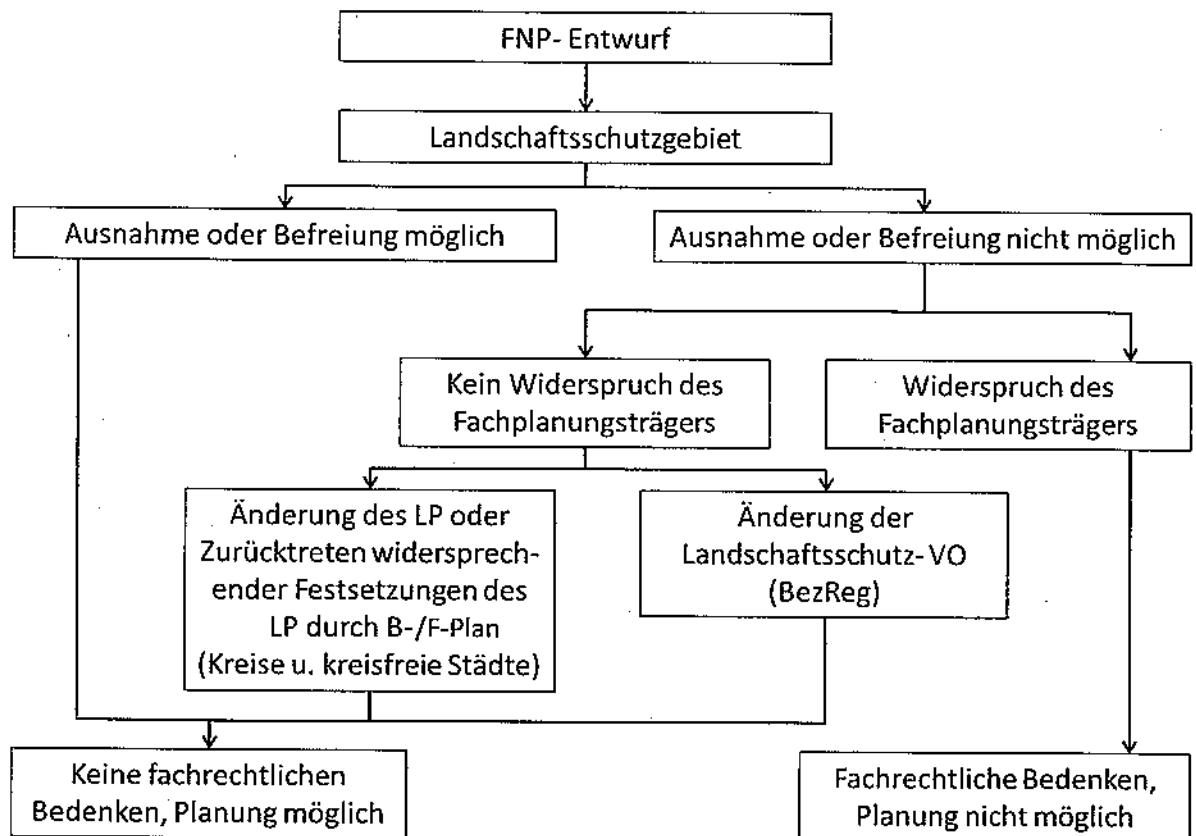 FNP- Entwurf
Landschaftsschutzgebiet
Ausnahme oder Befreiung möglich
Ausnahme oder Befreiung nicht möglich
Kein Widerspruch des
Fachplanungsträgers
Widerspruch des
Fachplanungsträgers
Änderung des LP oder
Zurücktreten widersprech-
ender Festsetzungen des
LP durch B-/F-Plan
(Kreise u. kreisfreie Städte)
Änderung der
Landschaftsschutz- VO
(BezReg)
Keine fachrechtlichen
Bedenken, Planung möglich
Fachrechtliche Bedenken,
Planung nicht möglich